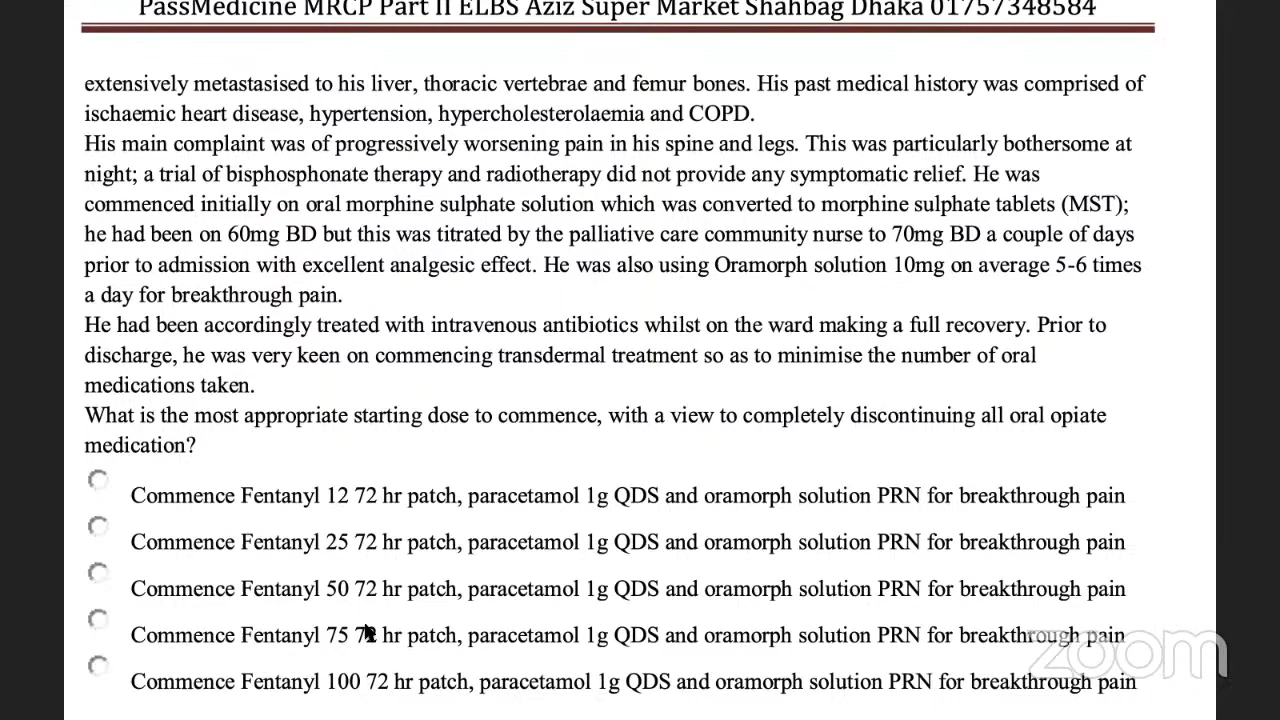 PassMedicine MRCP Part II ELBS Aziz Super Market Shahbag Dhaka 01757348584
extensively metastasised to his liver, thoracic vertebrae and femur bones. His past medical history was comprised of
ischaemic heart disease, hypertension, hypercholesterolaemia and COPD.
His main complaint was of progressively worsening pain in his spine and legs. This was particularly bothersome at
night; a trial of bisphosphonate therapy and radiotherapy did not provide any symptomatic relief. He was
commenced initially on oral morphine sulphate solution which was converted to morphine sulphate tablets (MST);
he had been on 60mg BD but this was titrated by the palliative care community nurse to 70mg BD a couple of days
prior to admission with excellent analgesic effect. He was also using Oramorph solution 10mg on average 5-6 times
a day for breakthrough pain.
He had been accordingly treated with intravenous antibiotics whilst on the ward making a full recovery. Prior to
discharge, he was very keen on commencing transdermal treatment so as to minimise the number of oral
medications taken.
What is the most appropriate starting dose to commence, with a view to completely discontinuing all oral opiate
medication?
Commence Fentanyl 12 72 hr patch, paracetamol 1g QDS and oramorph solution PRN for breakthrough pain
Commence Fentanyl 25 72 hr patch, paracetamol 1g QDS and oramorph solution PRN for breakthrough pain
Commence Fentanyl 50 72 hr patch, paracetamol 1g QDS and oramorph solution PRN for breakthrough pain
Commence Fentanyl 75 72 hr patch, paracetamol 1g QDS and oramorph solution PRN for breakthrough pain
Commence Fentanyl 100 72 hr patch, paracetamol 1g QDS and oramorph solution PRN for breakthrough pain
zoom